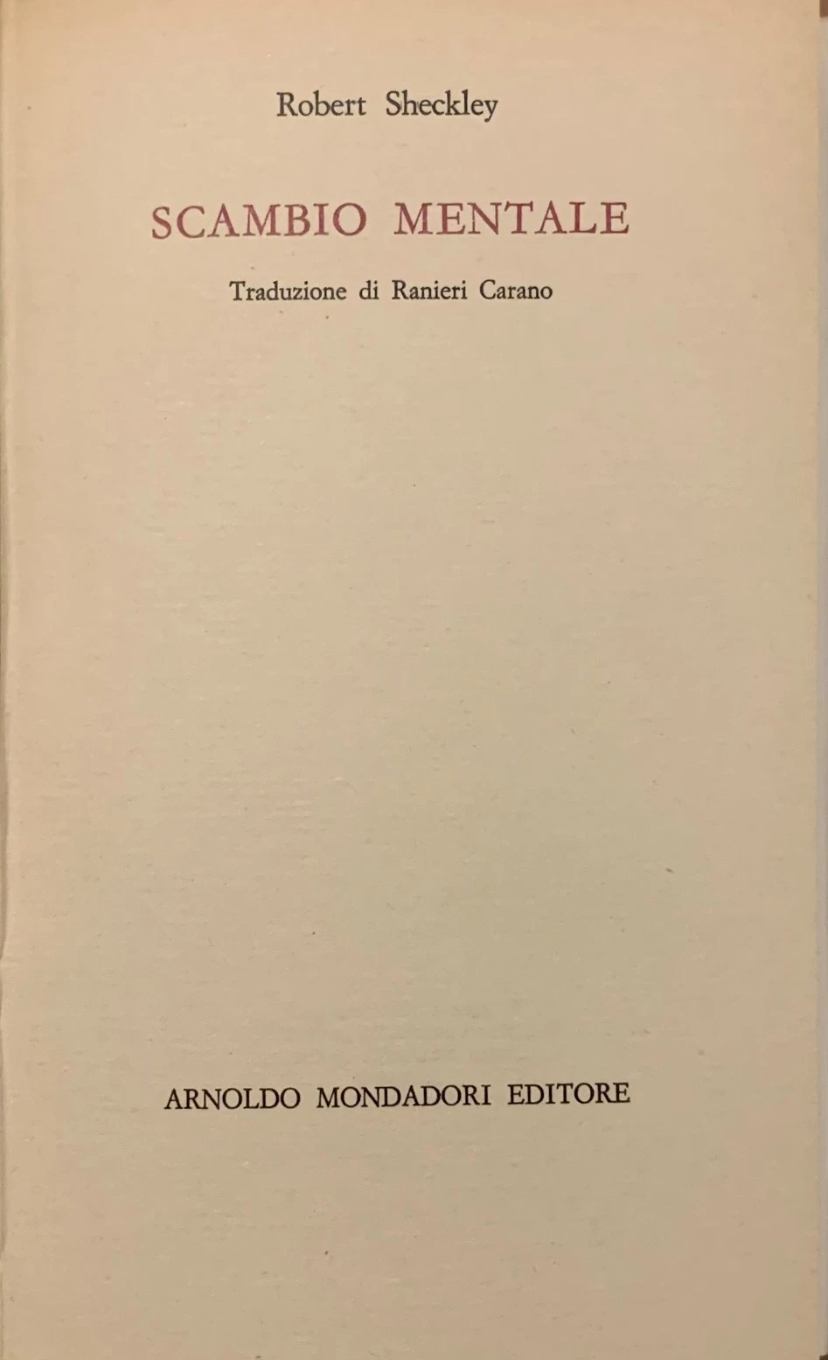 Robert Sheckley
SCAMBIO MENTALE
Traduzione di Ranieri Carano
ARNOLDO MONDADORI EDITORE